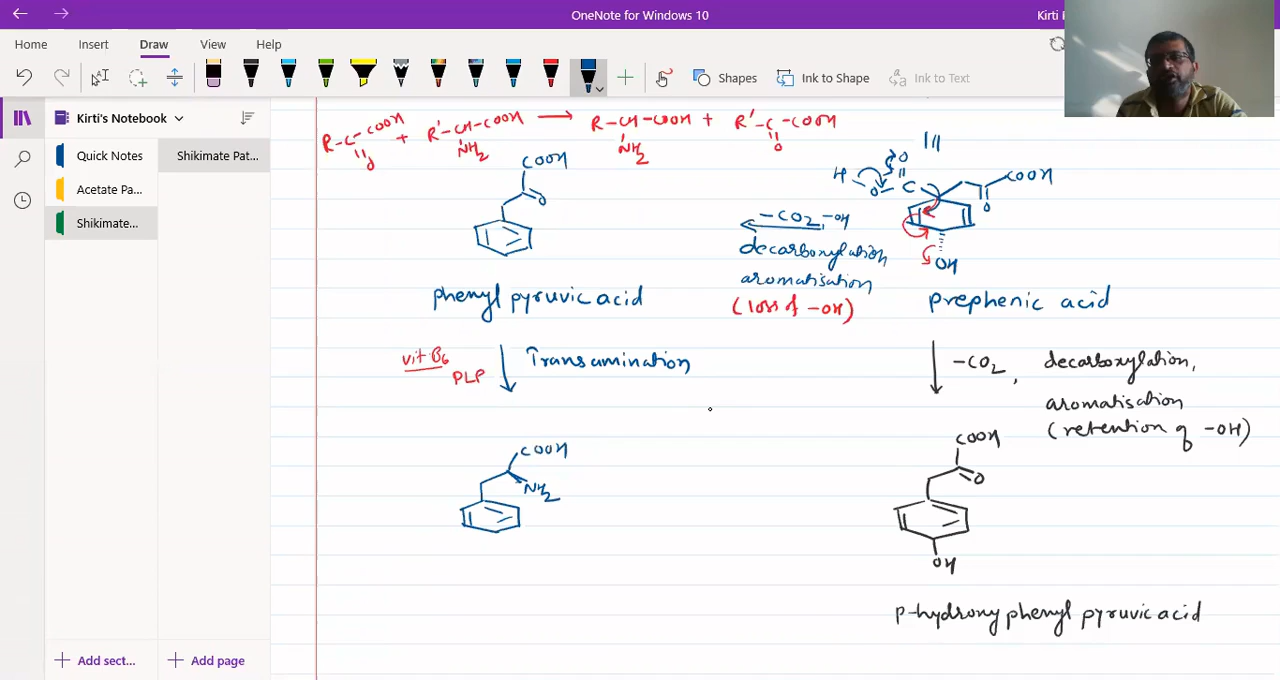 OneNote for Windows 10
Home Insert Draw View Help
Shapes Ink to Shape Ink to Text
Kirti's Notebook
Quick Notes
Acetate Pa...
Shikimate...
Shikimate Pat...
Add sect...
Add page
R-C-COOH + R'-CH-COOH → R-CH-COOH + R'-C-COOH
O NH2 NH2 O
COOH
O
phenyl pyruvic acid
-CO2, -OH
decarboxylation
aromatisation
(loss of -OH)
H O C O
COOH
O
OH
prephenic acid
vit B6
PLP
Transamination
-CO2,
decarboxylation,
aromatisation
(retention of -OH)
COOH
NH2
COOH
O
OH
p-hydroxy phenyl pyruvic acid